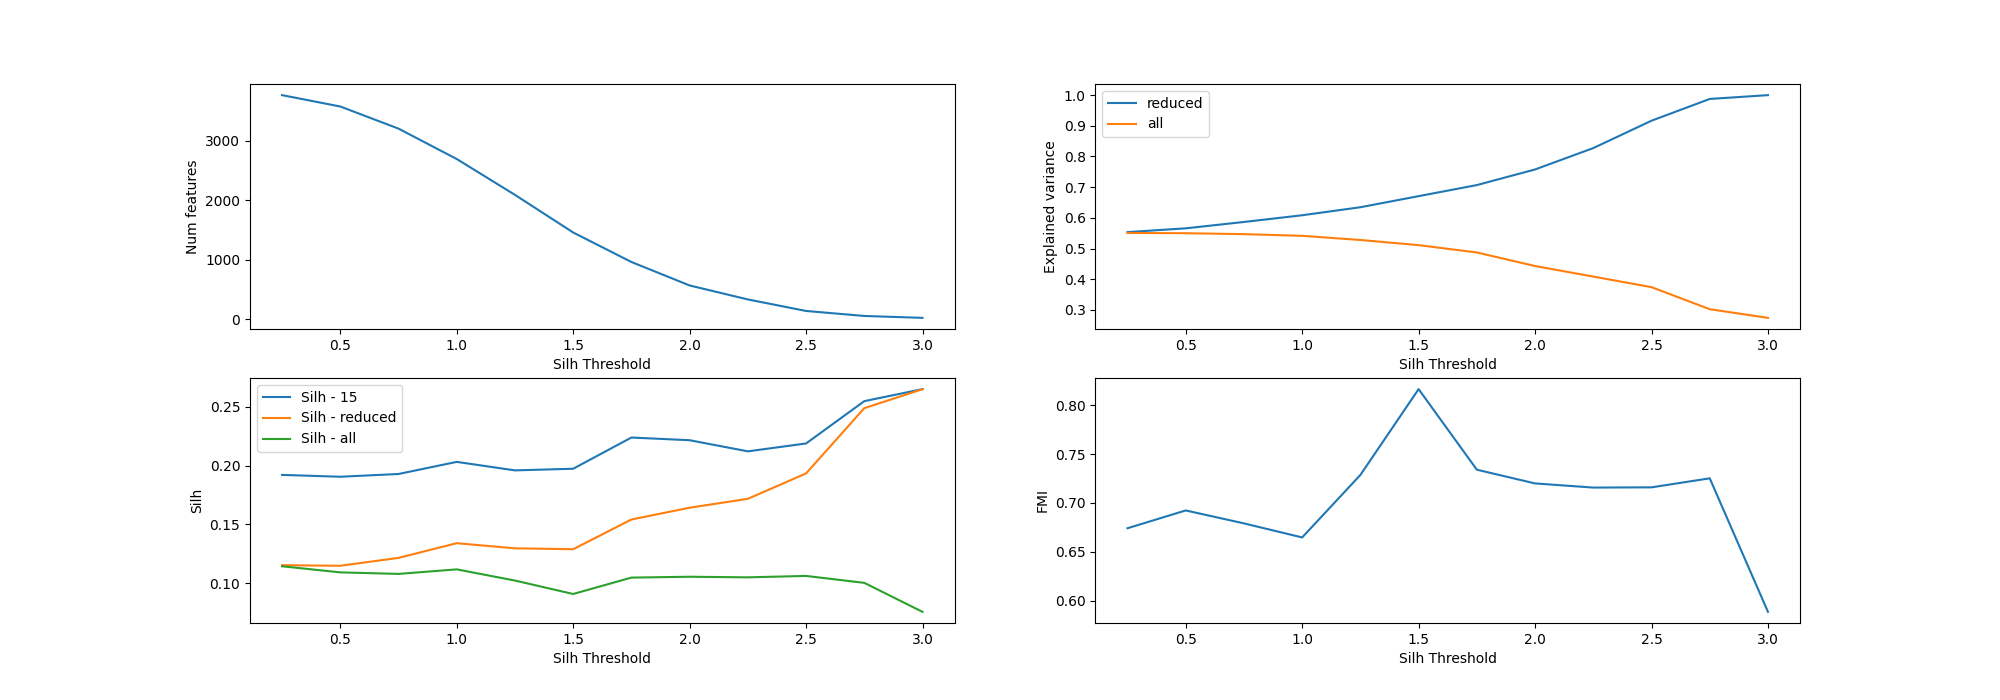 Num features
3000
2000
1000
0
0.5 1.0 1.5 2.0 2.5 3.0
Silh Threshold
Explained variance
1.0
0.9
0.8
0.7
0.6
0.5
0.4
0.3
reduced
all
0.5 1.0 1.5 2.0 2.5 3.0
Silh Threshold
Silh
0.25
0.20
0.15
0.10
Silh - 15
Silh - reduced
Silh - all
0.5 1.0 1.5 2.0 2.5 3.0
Silh Threshold
FMI
0.80
0.75
0.70
0.65
0.60
0.5 1.0 1.5 2.0 2.5 3.0
Silh Threshold